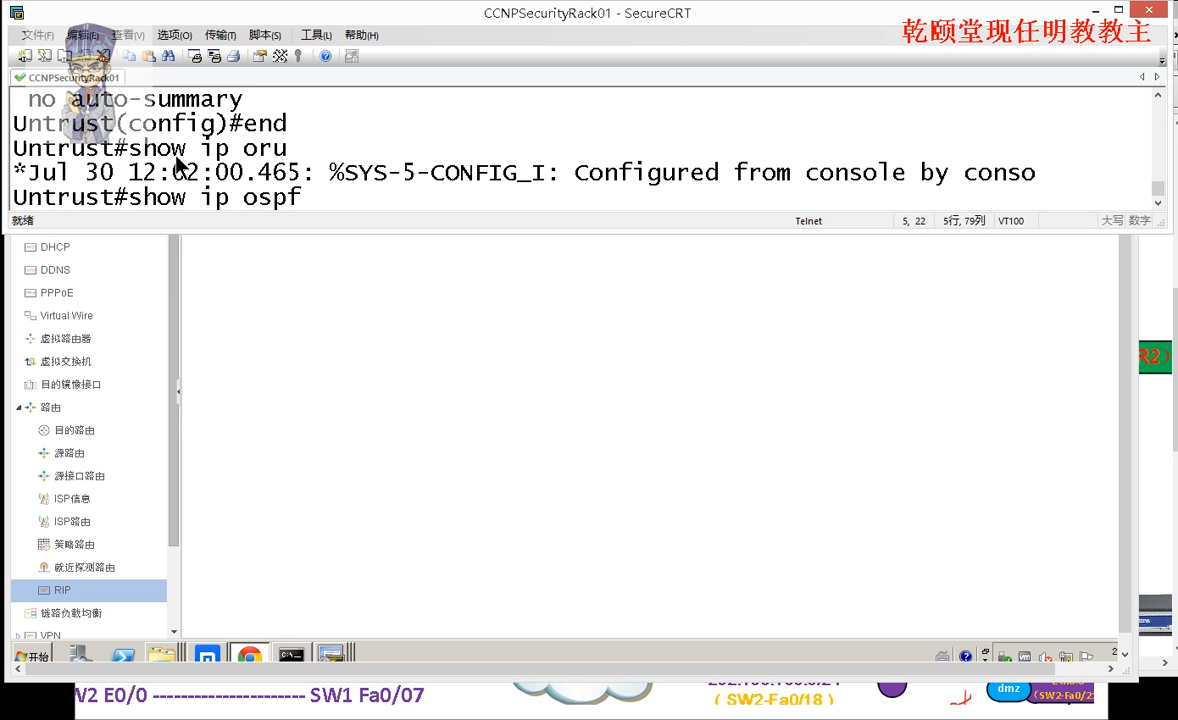 CCNPSecurityRack01 - SecureCRT
乾颐堂现任明教教主
文件(F) 编辑(E) 查看(V) 选项(O) 传输(T) 脚本(S) 工具(L) 帮助(H)
CCNPSecurityRack01
no auto-summary
Untrust(config)#end
Untrust#show ip oru
*Jul 30 12:02:00.465: %SYS-5-CONFIG_I: Configured from console by conso
Untrust#show ip ospf
就绪 Telnet 5, 22 5行, 79列 VT100 大写 数字
DHCP
DDNS
PPPoE
Virtual Wire
虚拟路由器
虚拟交换机
目的镜像接口
路由
目的路由
源路由
源接口路由
ISP信息
ISP路由
策略路由
就近探测路由
RIP
链路负载均衡
VPN
R2)
开始
SW2 E0/0 ----------------------- SW1 Fa0/07
( SW2-Fa0/18 )
dmz